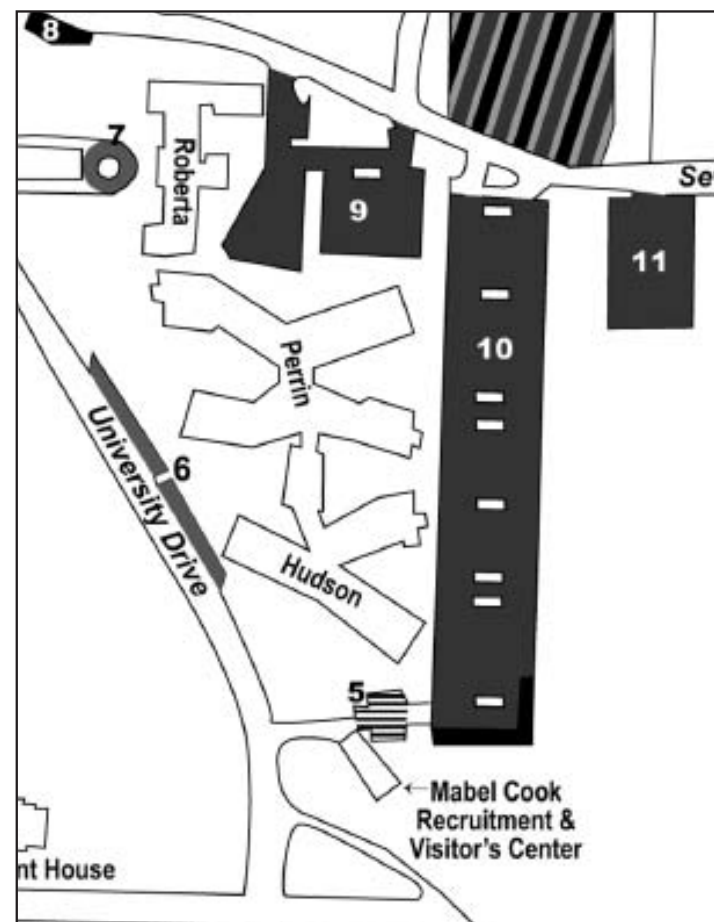 8
7
Roberta
9
Se
11
10
Perrin
6
University Drive
Hudson
5
Mabel Cook
Recruitment &
Visitor's Center
nt House